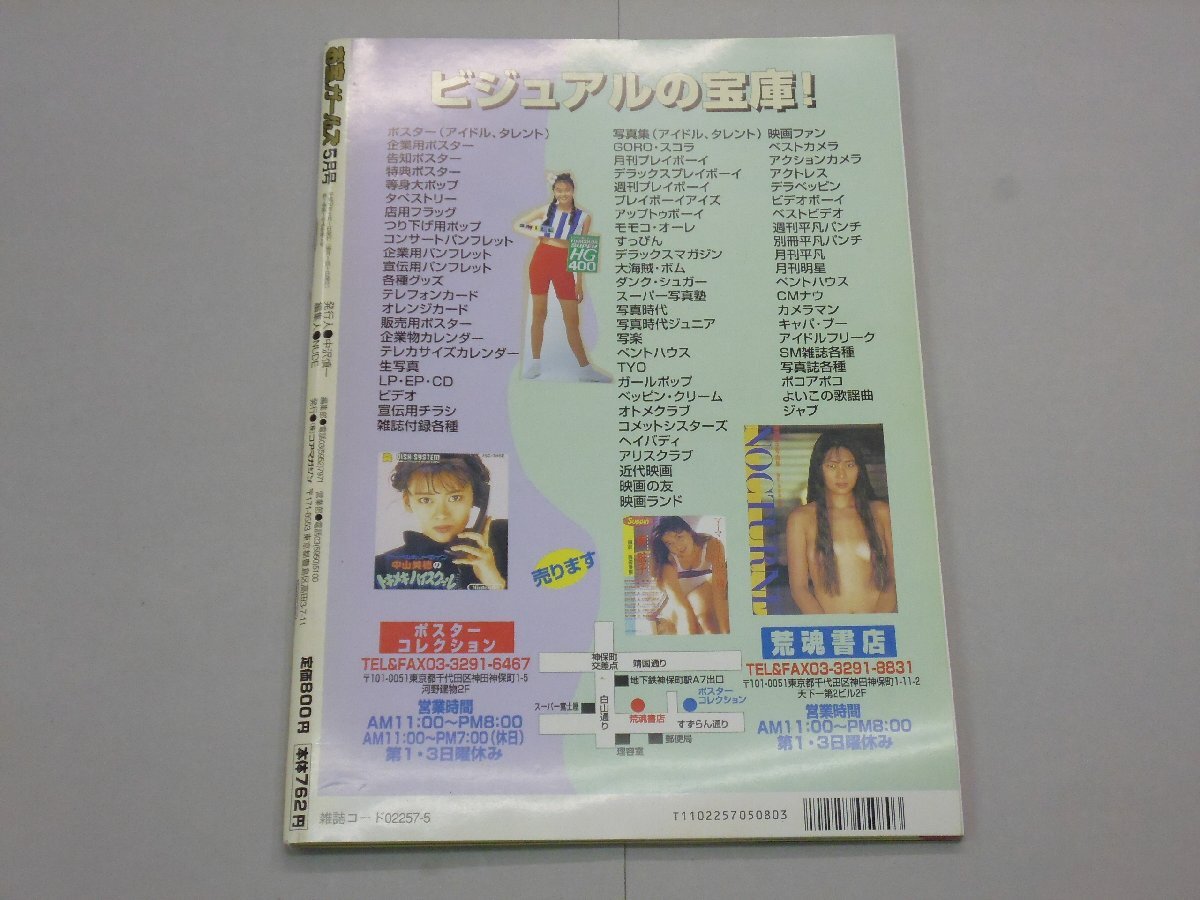 ビジュアルの宝庫!
ポスター(アイドル、タレント)
企業用ポスター
告知ポスター
特典ポスター
等身大ポップ
タペストリー
店用フラッグ
つり下げ用ポップ
コンサートパンフレット
企業用パンフレット
宣伝用パンフレット
各種グッズ
テレフォンカード
オレンジカード
販売用ポスター
企業物カレンダー
テレカサイズカレンダー
生写真
LP・EP・CD
ビデオ
宣伝用チラシ
雑誌付録各種
SUPER
HG
400
写真集(アイドル、タレント)
GORO・スコラ
月刊プレイボーイ
デラックスプレイボーイ
週刊プレイボーイ
プレイボーイアイズ
アップトゥボーイ
モモコ・オーレ
すっぴん
デラックスマガジン
大海賊・ボム
ダンク・シュガー
スーパー写真塾
写真時代
写真時代ジュニア
写楽
ペントハウス
TYO
ガールポップ
ベッピン・クリーム
オトメクラブ
コメットシスターズ
ヘイバディ
アリスクラブ
近代映画
映画の友
映画ランド
映画ファン
ベストカメラ
アクションカメラ
アクトレス
デラべッピン
ビデオボーイ
ベストビデオ
週刊平凡パンチ
別冊平凡パンチ
月刊平凡
月刊明星
ペントハウス
CMナウ
カメラマン
キャパ・ブー
アイドルフリーク
SM雑誌各種
写真誌各種
ポコアポコ
よいこの歌謡曲
ジャブ
DISK SYSTEM
中山美穂の
トキメキハイスクール
売ります
NOCTURNE
ポスター
コレクション
TEL&FAX03-3291-6467
〒101-0051東京都千代田区神田神保町1-5
河野建物2F
営業時間
AM11:00～PM8:00
AM11:00～PM7:00(休日)
第1・3日曜休み
神保町
交差点
靖国通り
地下鉄神保町駅A7出口
スーパー富士屋
白山通り
荒魂書店
ポスター
コレクション
すずらん通り
郵便局
理容室
荒魂書店
TEL&FAX03-3291-8831
〒101-0051東京都千代田区神田神保町1-11-2
天下一第2ビル2F
営業時間
AM11:00～PM8:00
第1・3日曜休み
雑誌コード02257-5
T1102257050803
5月号
定価800円
本体762円